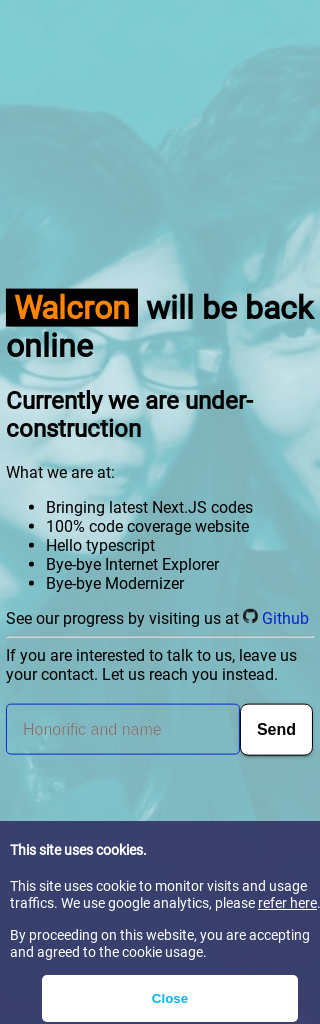 Walcron will be back
online
Currently we are under-
construction
What we are at:
Bringing latest Next.JS codes
100% code coverage website
Hello typescript
Bye-bye Internet Explorer
Bye-bye Modernizer
See our progress by visiting us at Github
If you are interested to talk to us, leave us
your contact. Let us reach you instead.
Honorific and name Send
This site uses cookies.
This site uses cookie to monitor visits and usage
traffics. We use google analytics, please refer here.
By proceeding on this website, you are accepting
and agreed to the cookie usage.
Close